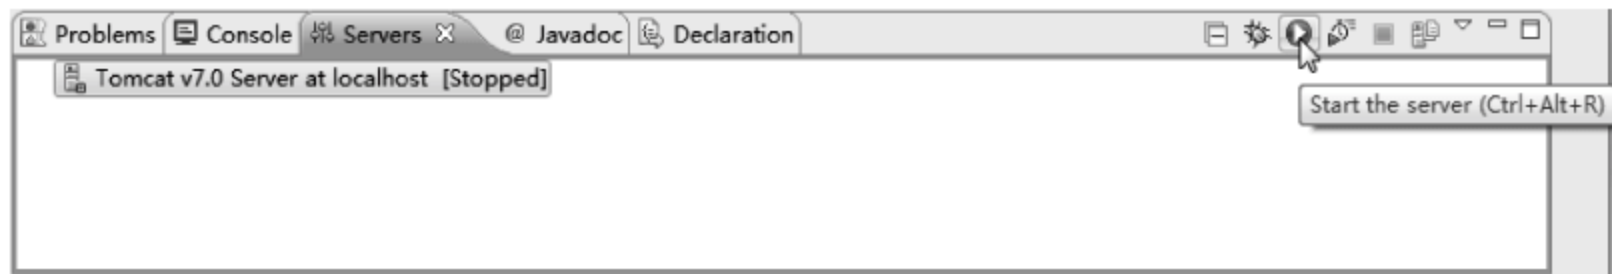 Problems Console Servers @ Javadoc Declaration
Tomcat v7.0 Server at localhost [Stopped]
Start the server (Ctrl+Alt+R)